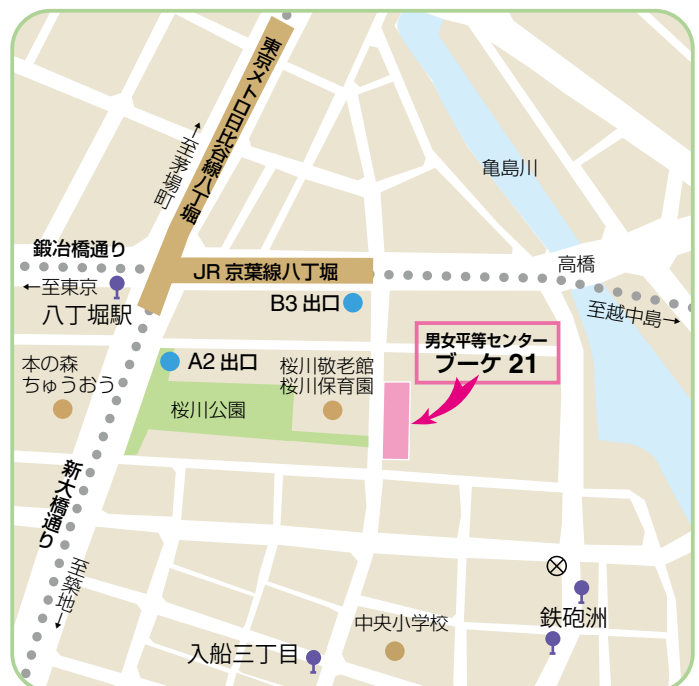 東京メトロ日比谷線八丁堀
←至茅場町
亀島川
鍛冶橋通り
JR 京葉線八丁堀
高橋
←至東京
八丁堀駅
B3 出口
至越中島→
男女平等センター
ブーケ 21
A2 出口
本の森
ちゅうおう
桜川敬老館
桜川保育園
桜川公園
新大橋通り
至築地→
中央小学校
鉄砲洲
入船三丁目